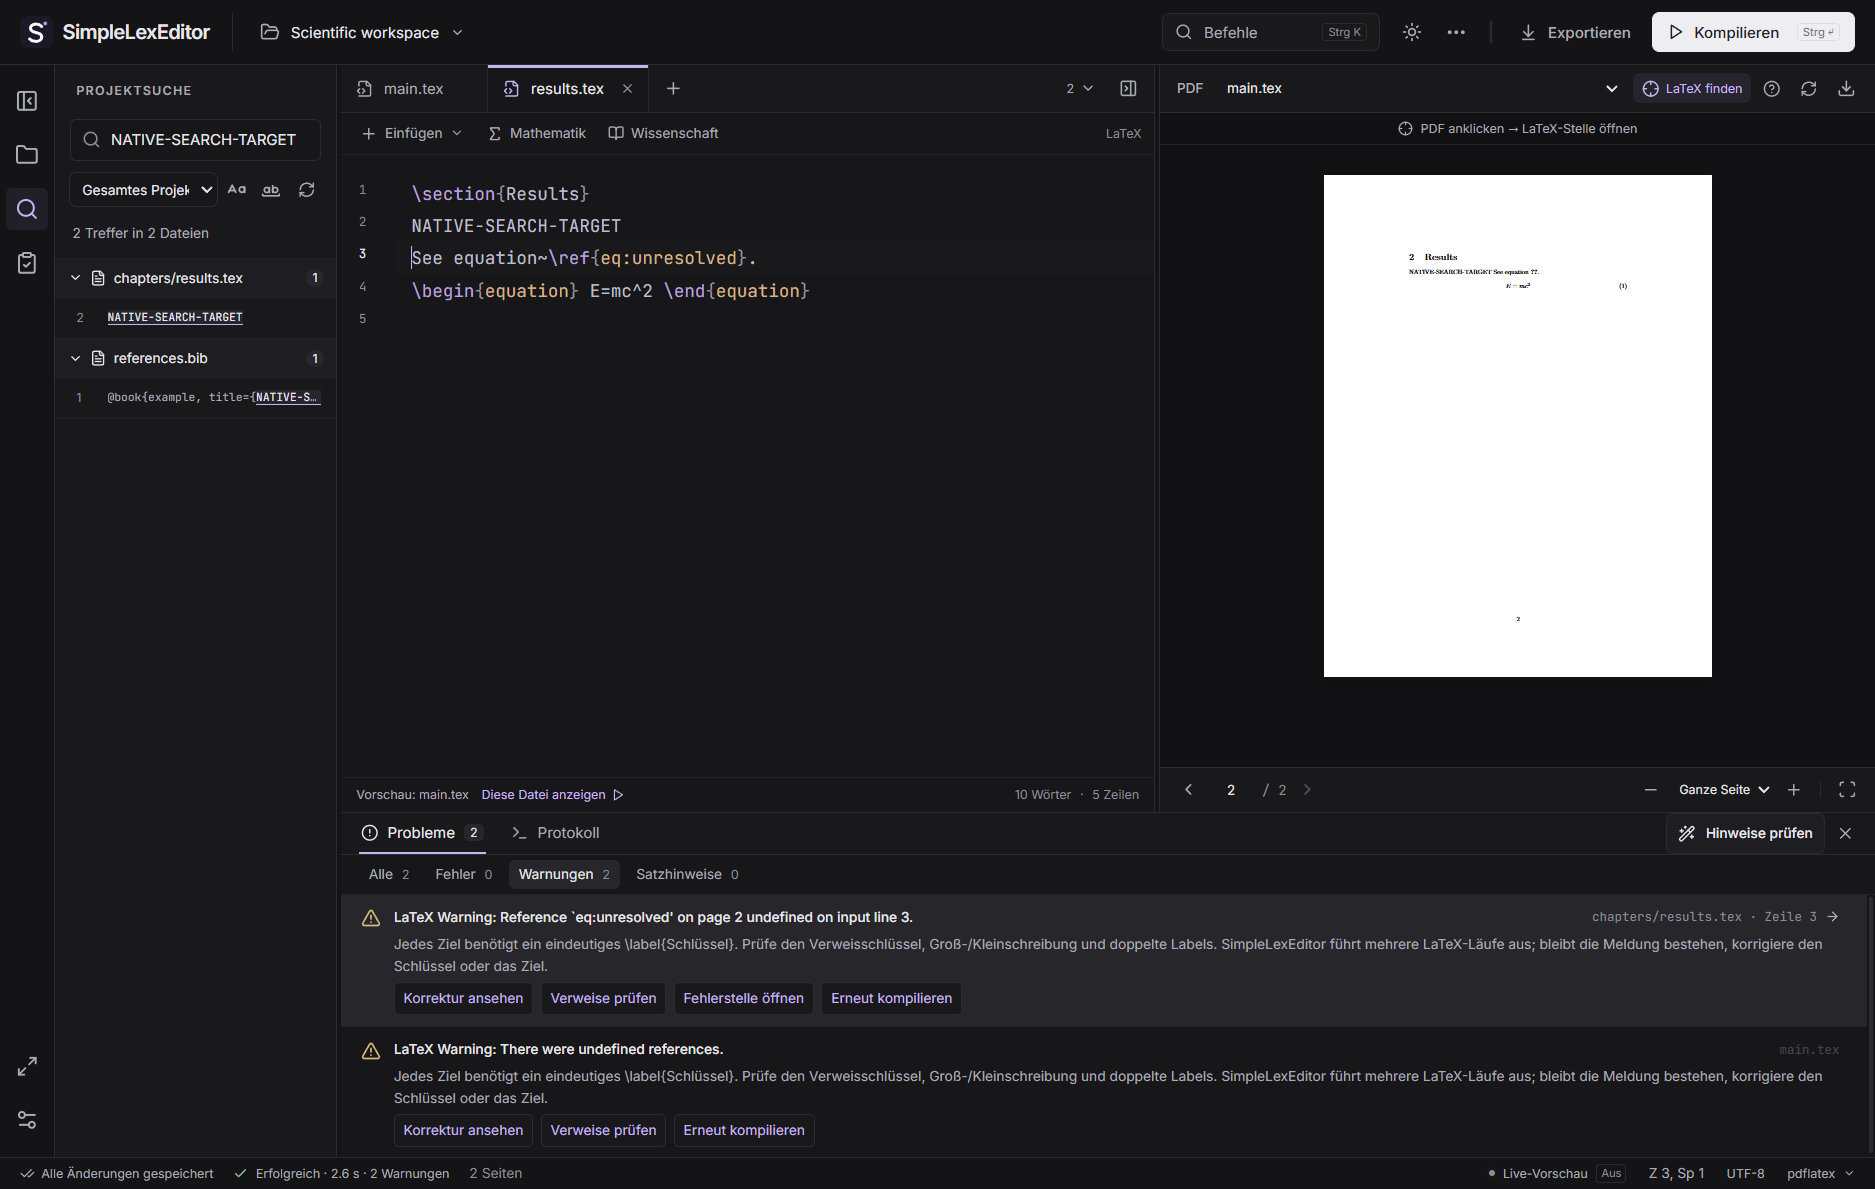 SimpleLexEditor
Scientific workspace
Befehle Strg K
Exportieren
Kompilieren Strg ↵
PROJEKTSUCHE
NATIVE-SEARCH-TARGET
Gesamtes Projek
Aa ab
2 Treffer in 2 Dateien
chapters/results.tex 1
2 NATIVE-SEARCH-TARGET
references.bib 1
1 @book{example, title={NATIVE-S…
main.tex
results.tex
2
Einfügen
Mathematik
Wissenschaft
LaTeX
1 \section{Results}
2 NATIVE-SEARCH-TARGET
3 See equation~\ref{eq:unresolved}.
4 \begin{equation} E=mc^2 \end{equation}
5
Vorschau: main.tex Diese Datei anzeigen
10 Wörter · 5 Zeilen
PDF main.tex
LaTeX finden
PDF anklicken → LaTeX-Stelle öffnen
2 Results
NATIVE-SEARCH-TARGET See equation ??.
E = mc² (1)
2
2 / 2
Ganze Seite
Probleme 2
Protokoll
Hinweise prüfen
Alle 2
Fehler 0
Warnungen 2
Satzhinweise 0
LaTeX Warning: Reference `eq:unresolved' on page 2 undefined on input line 3.
chapters/results.tex · Zeile 3 →
Jedes Ziel benötigt ein eindeutiges \label{Schlüssel}. Prüfe den Verweisschlüssel, Groß-/Kleinschreibung und doppelte Labels. SimpleLexEditor führt mehrere LaTeX-Läufe aus; bleibt die Meldung bestehen, korrigiere den
Schlüssel oder das Ziel.
Korrektur ansehen Verweise prüfen Fehlerstelle öffnen Erneut kompilieren
LaTeX Warning: There were undefined references.
main.tex
Jedes Ziel benötigt ein eindeutiges \label{Schlüssel}. Prüfe den Verweisschlüssel, Groß-/Kleinschreibung und doppelte Labels. SimpleLexEditor führt mehrere LaTeX-Läufe aus; bleibt die Meldung bestehen, korrigiere den
Schlüssel oder das Ziel.
Korrektur ansehen Verweise prüfen Erneut kompilieren
Alle Änderungen gespeichert
Erfolgreich · 2.6 s · 2 Warnungen
2 Seiten
Live-Vorschau Aus
Z 3, Sp 1
UTF-8
pdflatex